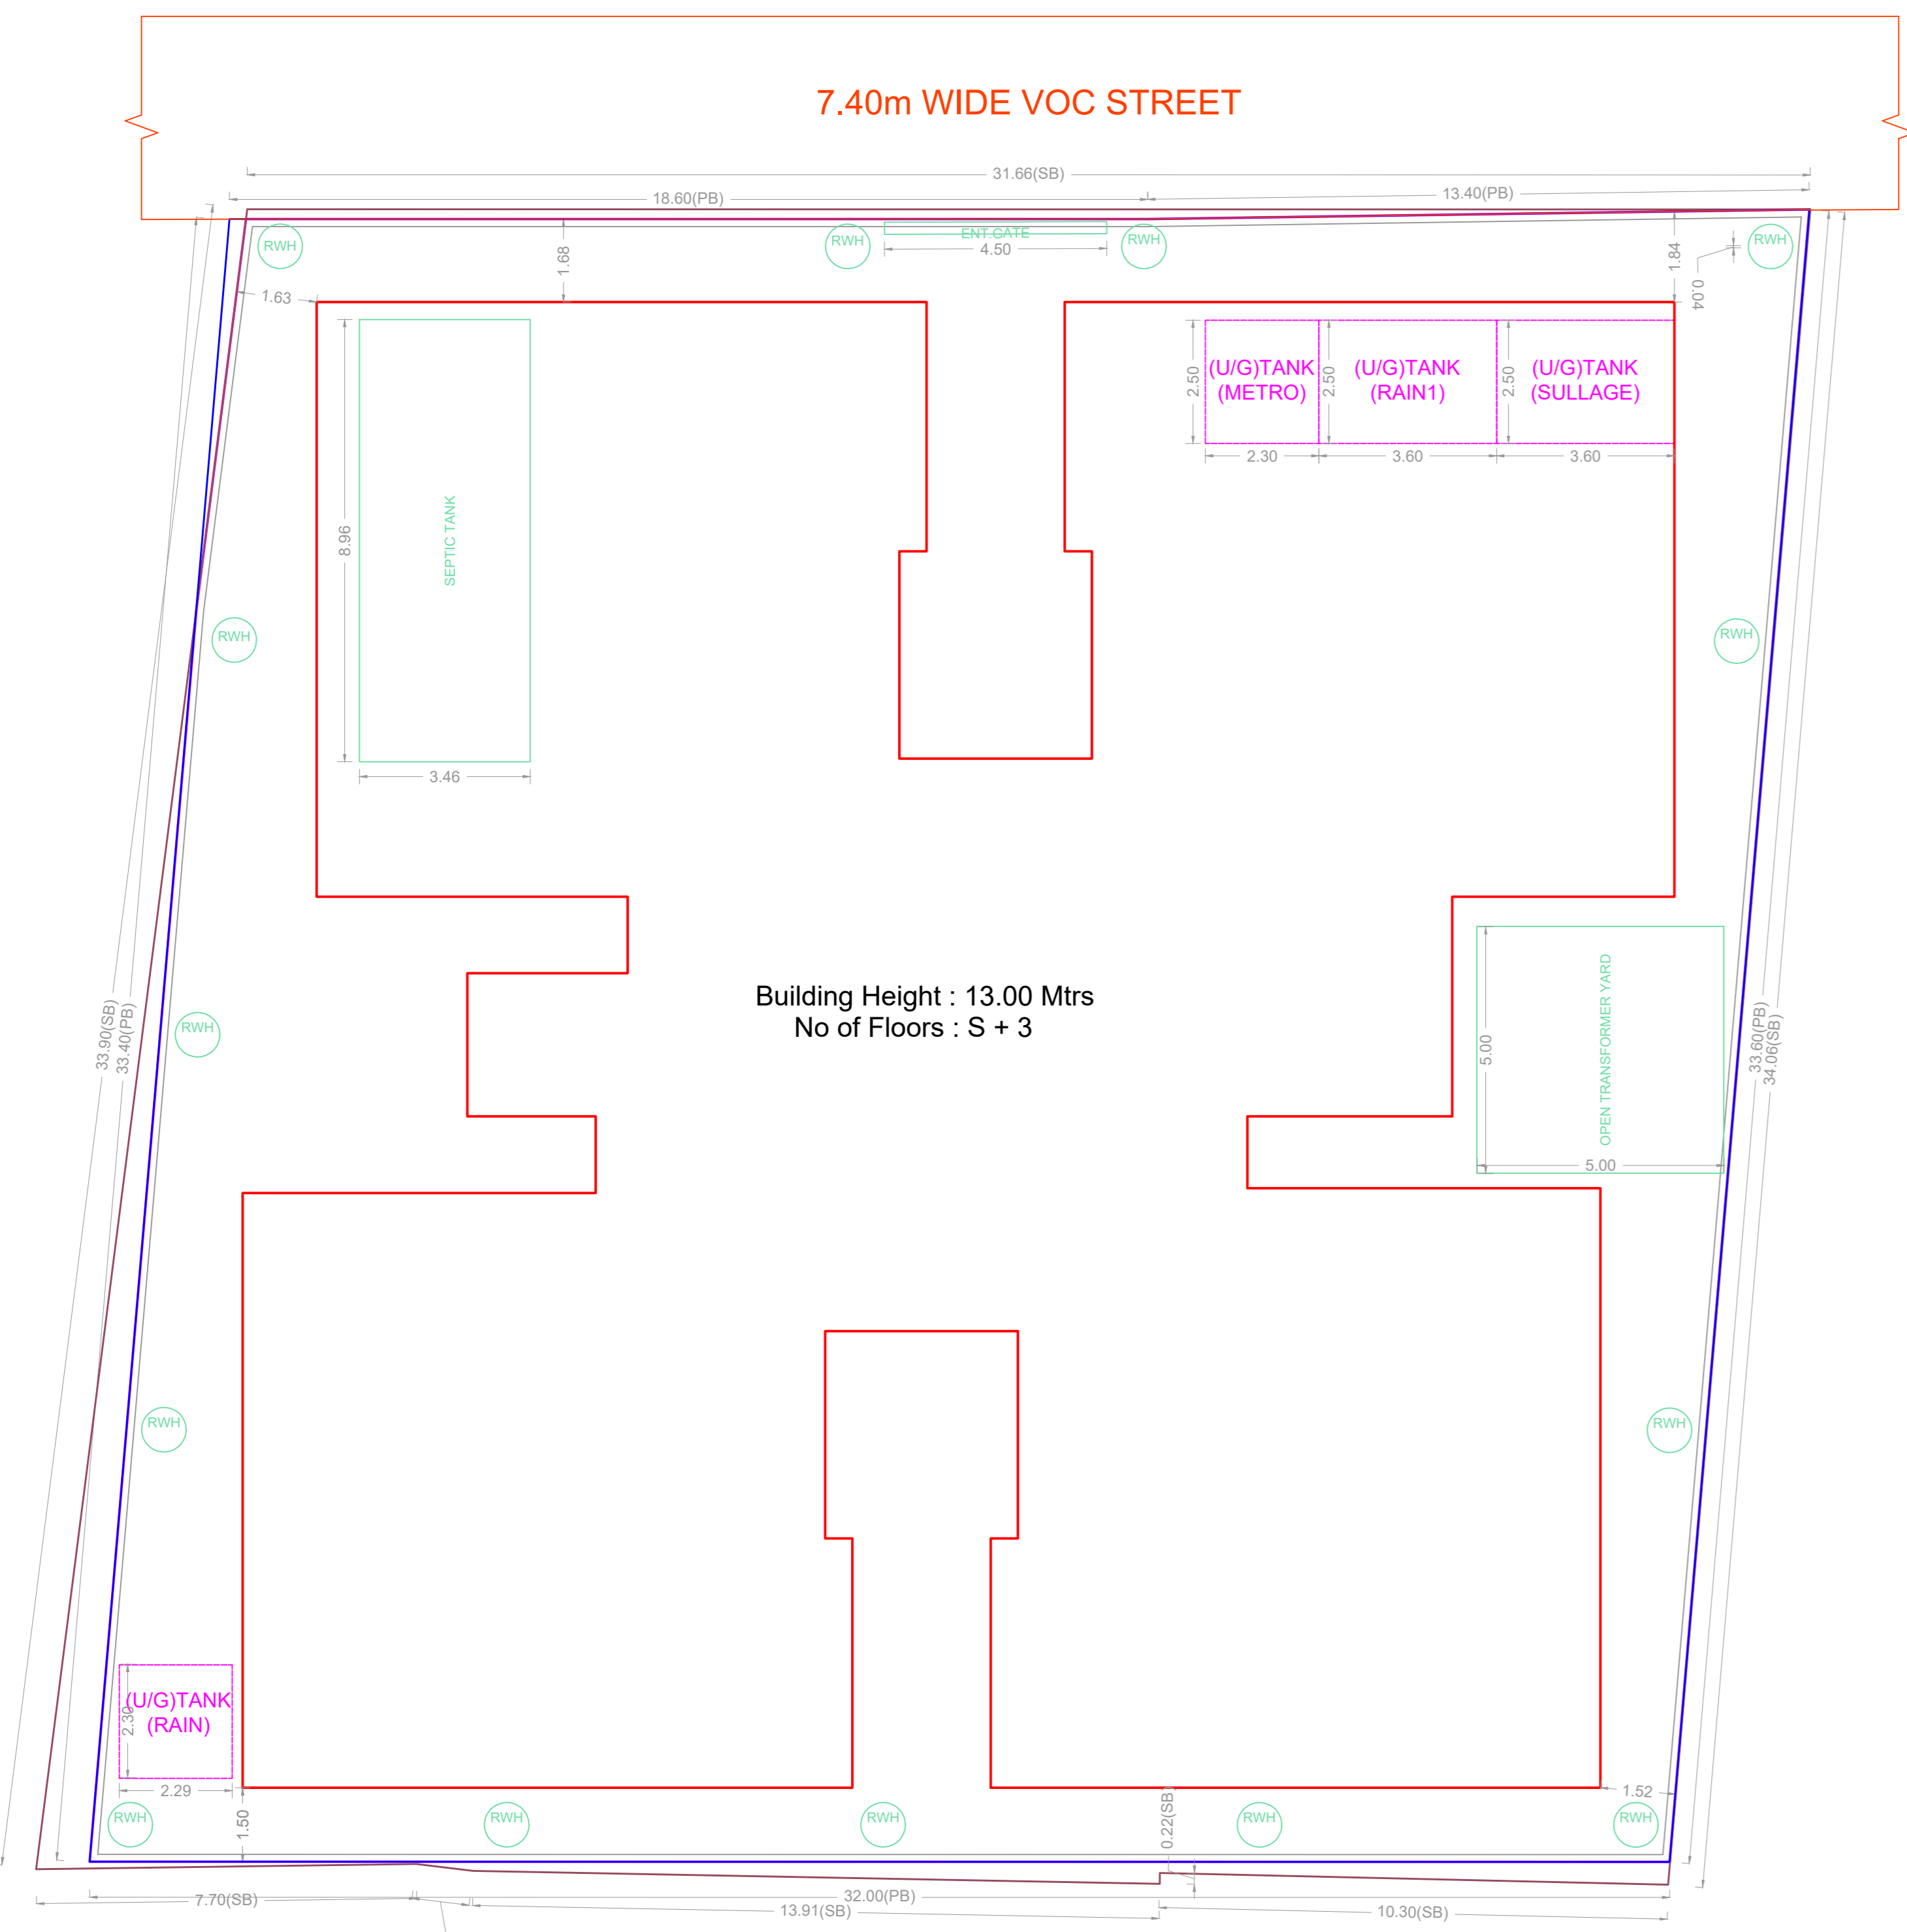 7.40m WIDE VOC STREET
31.66(SB)
18.60(PB)
13.40(PB)
RWH
RWH
ENT.GATE
4.50
RWH
RWH
1.68
1.84
0.04
1.63
2.50
(U/G)TANK
(METRO)
2.50
(U/G)TANK
(RAIN1)
2.50
(U/G)TANK
(SULLAGE)
2.30
3.60
3.60
8.96
SEPTIC TANK
3.46
RWH
RWH
33.90(SB)
33.40(PB)
RWH
Building Height : 13.00 Mtrs
No of Floors : S + 3
5.00
OPEN TRANSFORMER YARD
5.00
33.60(PB)
34.06(SB)
RWH
RWH
(U/G)TANK
(RAIN)
2.30
2.29
1.50
0.22(SB)
1.52
RWH
RWH
RWH
RWH
RWH
7.70(SB)
32.00(PB)
13.91(SB)
10.30(SB)